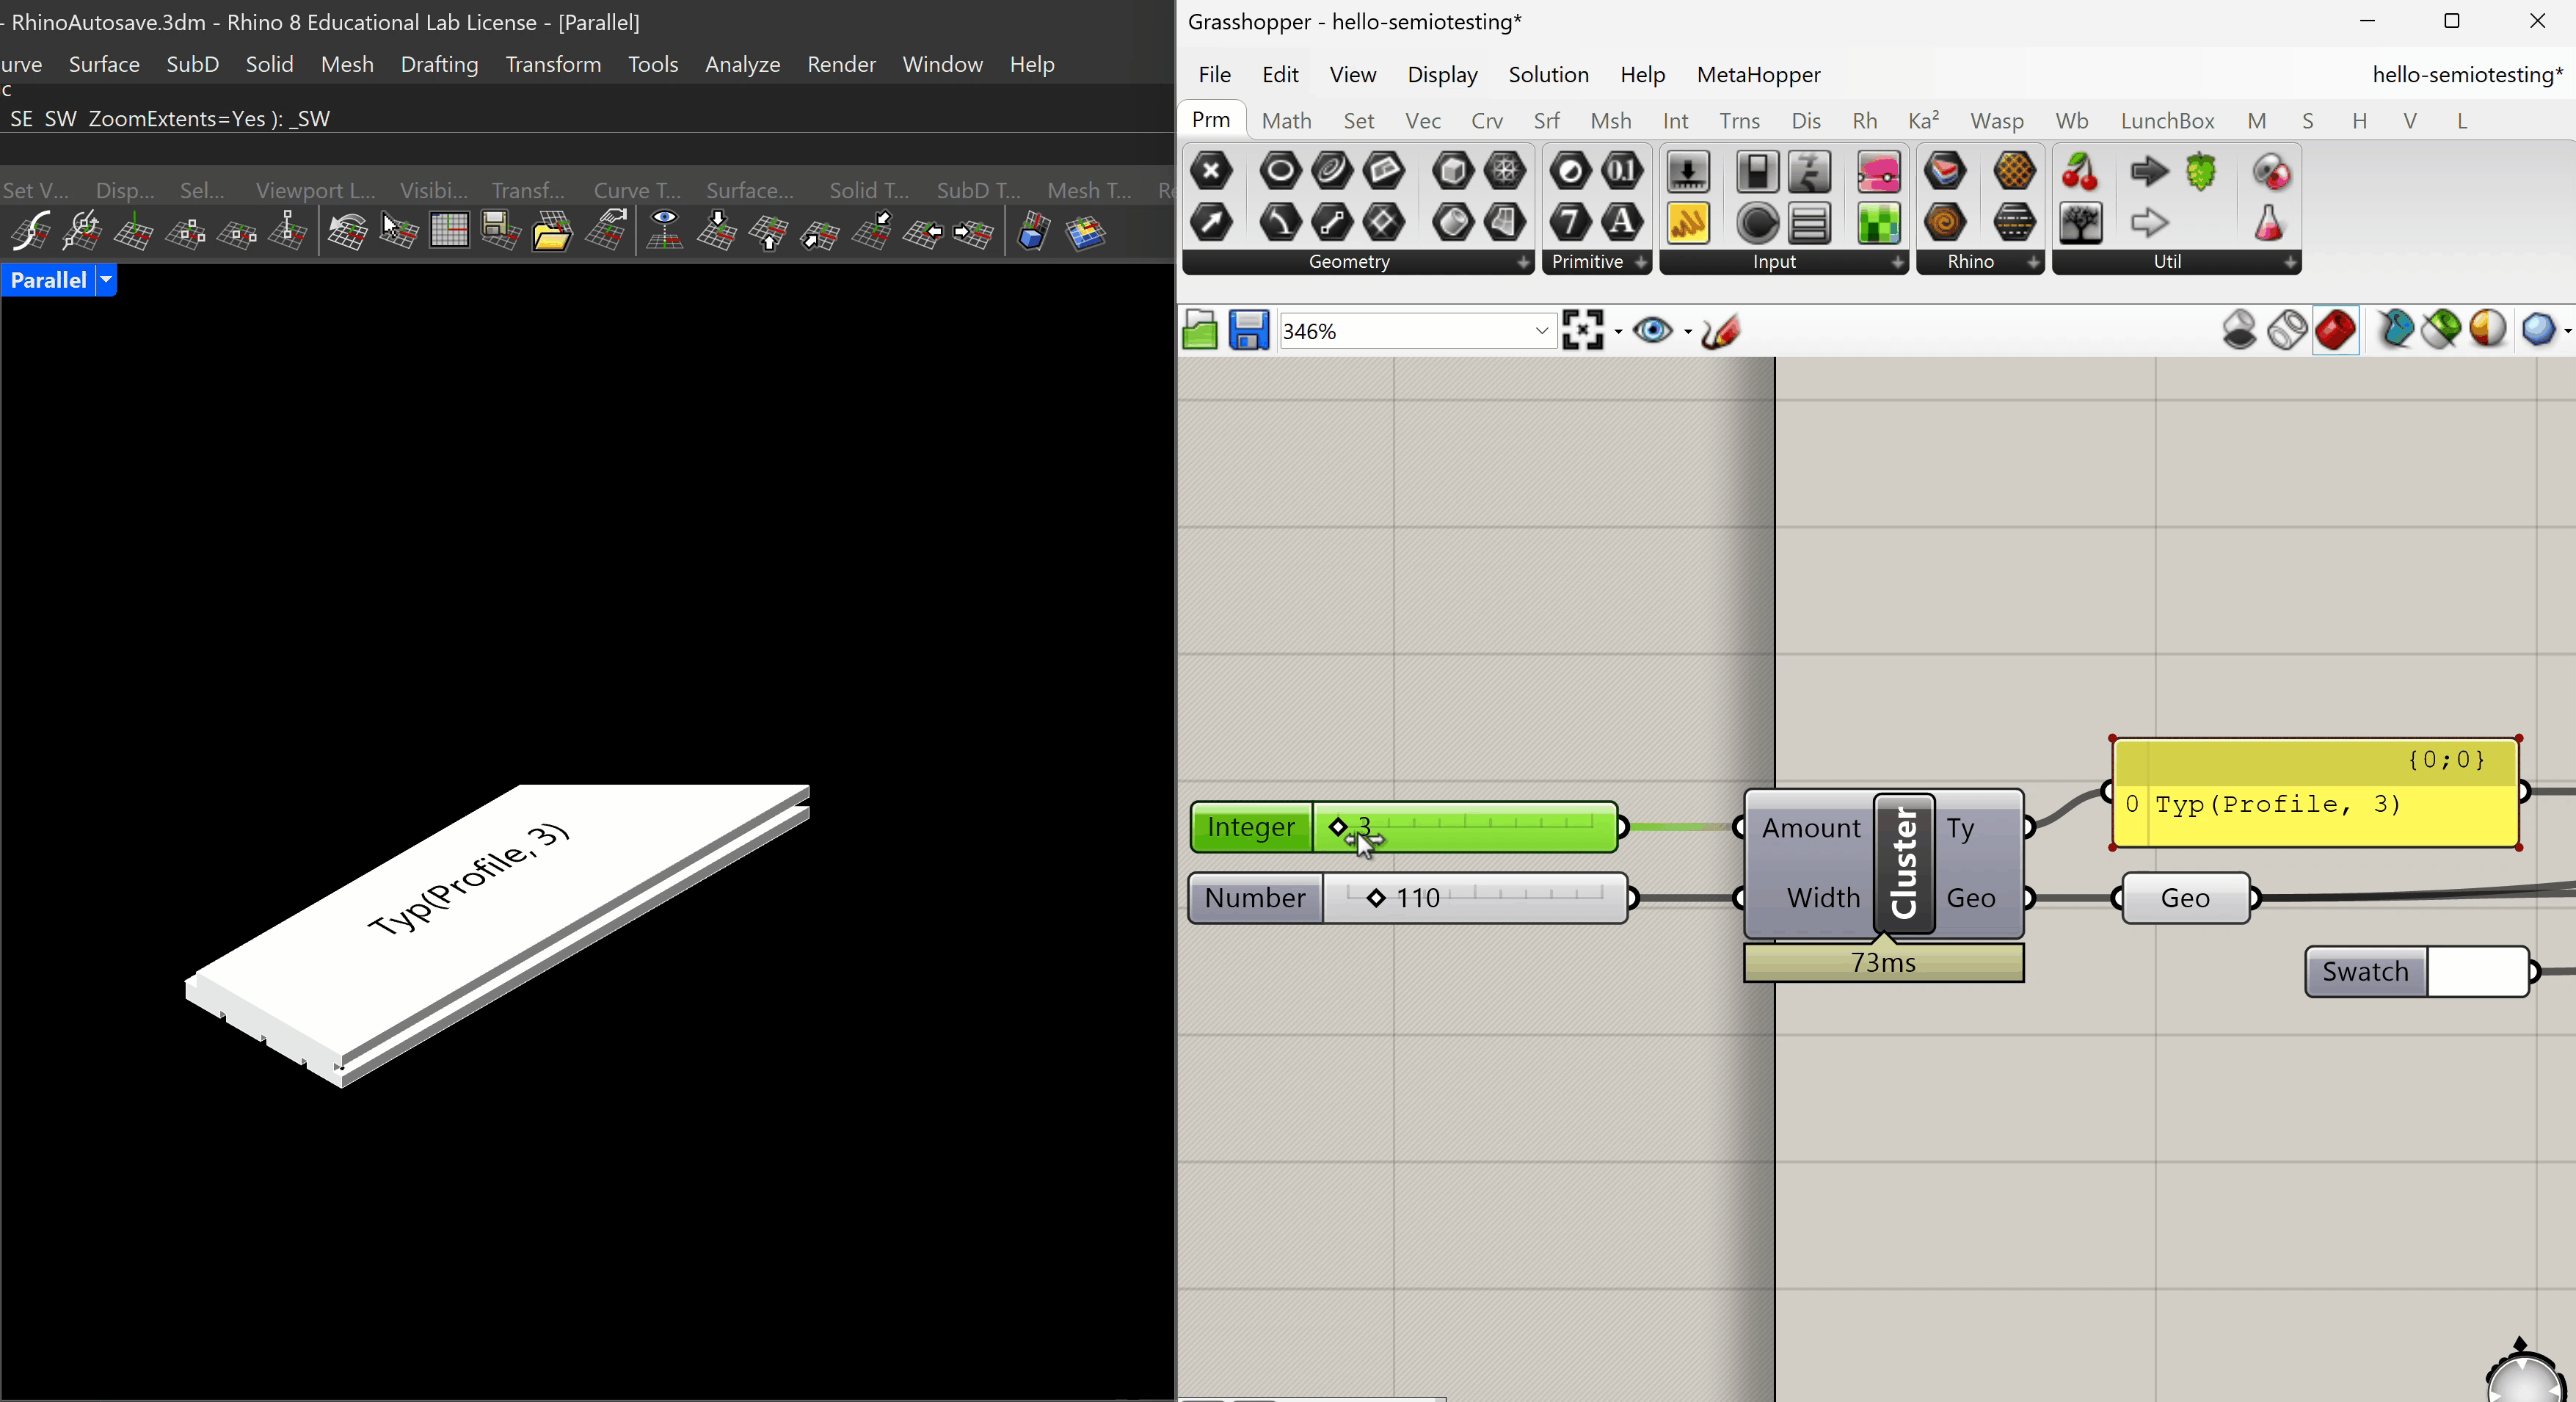 - RhinoAutosave.3dm - Rhino 8 Educational Lab License - [Parallel]
urve Surface SubD Solid Mesh Drafting Transform Tools Analyze Render Window Help
c
SE SW ZoomExtents=Yes ): _SW
Set V... Disp... Sel... Viewport L... Visibi... Transf... Curve T... Surface... Solid T... SubD T... Mesh T... Re
Parallel
Typ(Profile, 3)
Grasshopper - hello-semiotesting*
File Edit View Display Solution Help MetaHopper hello-semiotesting*
Prm Math Set Vec Crv Srf Msh Int Trns Dis Rh Ka² Wasp Wb LunchBox M S H V L
Geometry Primitive Input Rhino Util
346%
{0;0}
0 Typ(Profile, 3)
Integer 3
Amount Cluster Ty
Number 110
Width Geo
Geo
73ms
Swatch